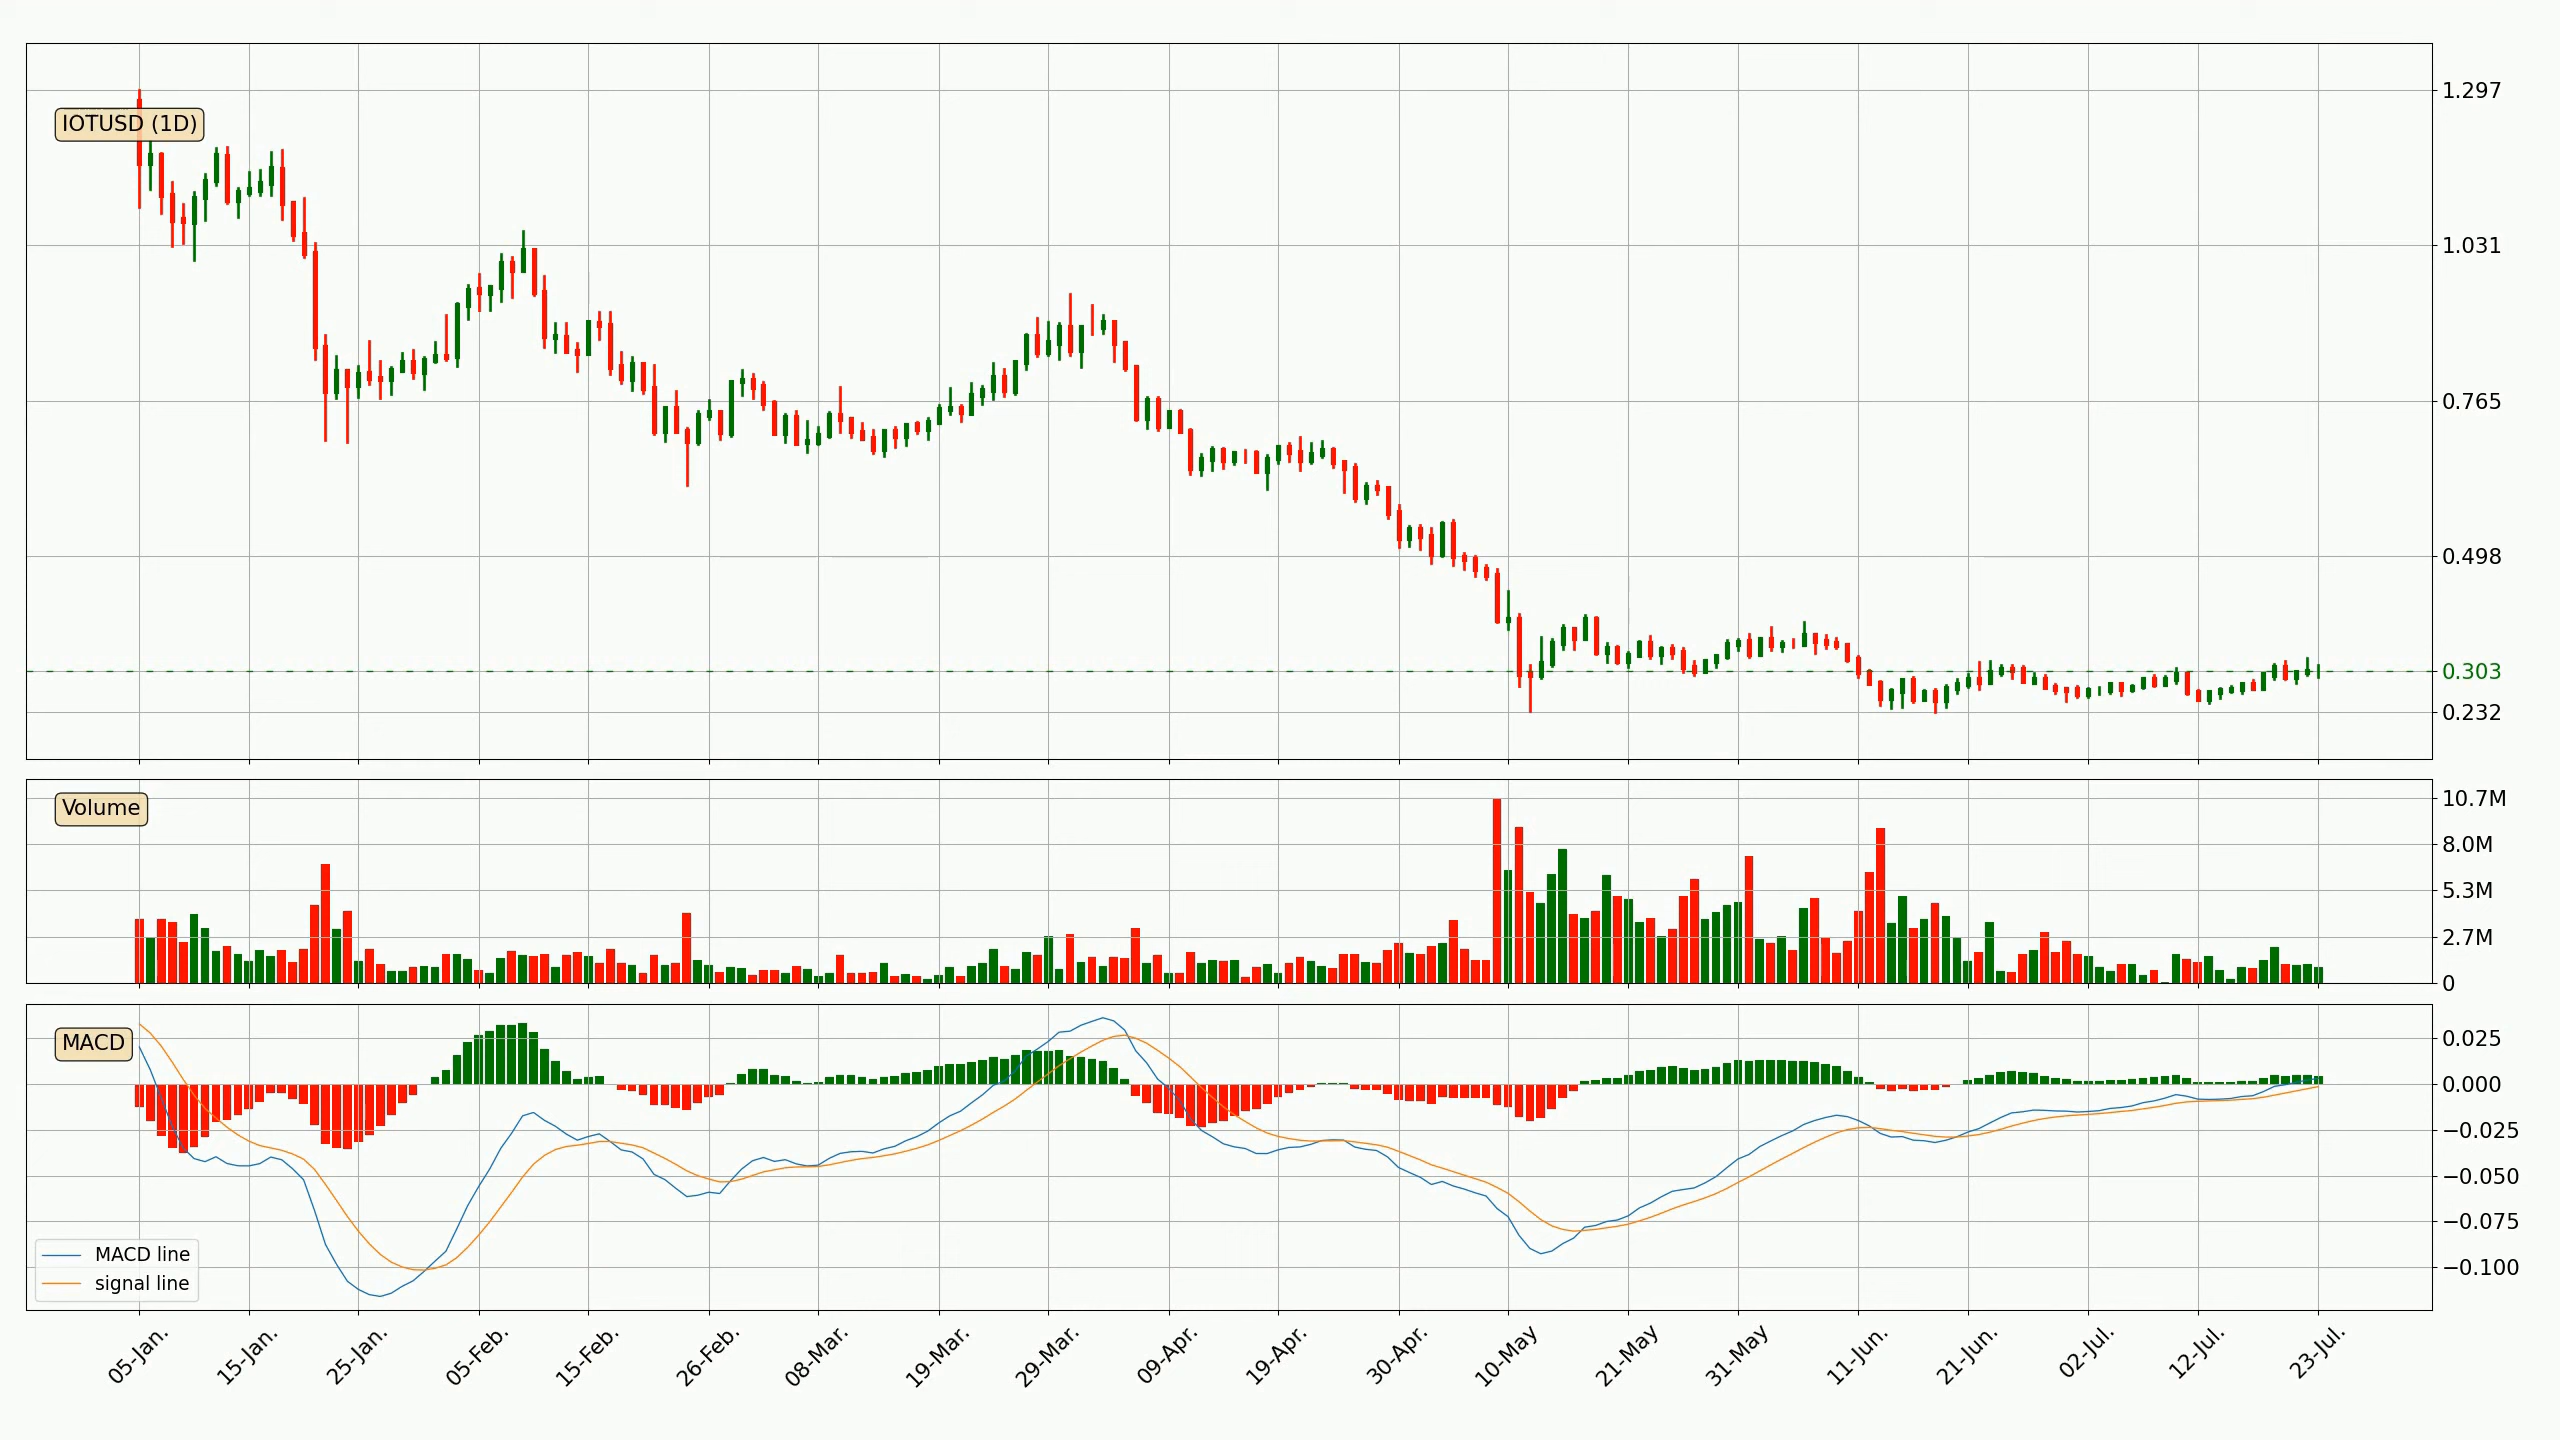 IOTUSD (1D)
1.297
1.031
0.765
0.498
0.303
0.232
Volume
10.7M
8.0M
5.3M
2.7M
0
MACD
0.025
0.000
−0.025
−0.050
−0.075
−0.100
MACD line
signal line
05-Jan.
15-Jan.
25-Jan.
05-Feb.
15-Feb.
26-Feb.
08-Mar.
19-Mar.
29-Mar.
09-Apr.
19-Apr.
30-Apr.
10-May
21-May
31-May
11-Jun.
21-Jun.
02-Jul.
12-Jul.
23-Jul.